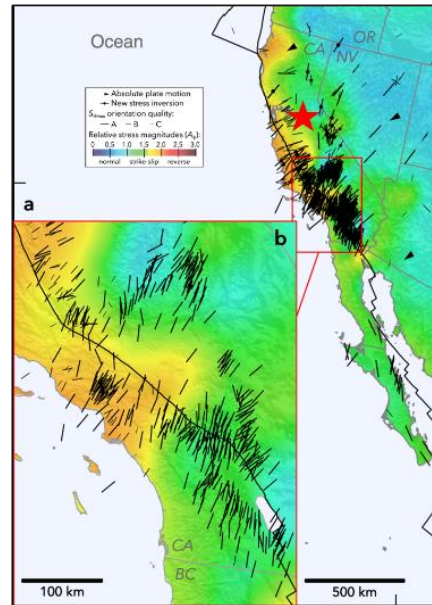 Ocean
OR
CA
NV
Absolute plate motion
New stress inversion
SHmax orientation quality:
A B C
Relative stress magnitudes (Aφ):
0 0.5 1.0 1.5 2.0 2.5 3.0
normal strike slip reverse
a
b
CA
BC
100 km
500 km